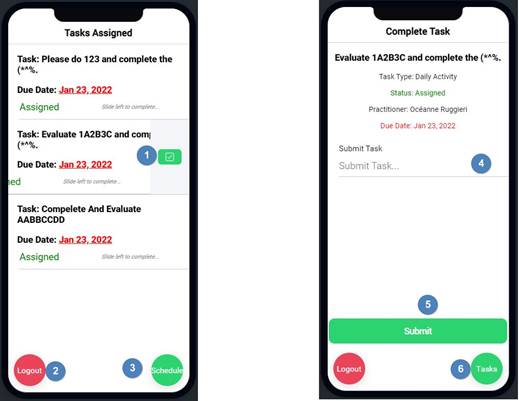 Tasks Assigned
Task: Please do 123 and complete the
(*^%.
Due Date: Jan 23, 2022
Assigned
Slide left to complete...
Task: Evaluate 1A2B3C and comp
(*^%.
1
Due Date: Jan 23, 2022
ned
Slide left to complete...
Task: Compelete And Evaluate
AABBCCDD
Due Date: Jan 23, 2022
Assigned
Slide left to complete...
Logout
2
3
Schedule
Complete Task
Evaluate 1A2B3C and complete the (*^%.
Task Type: Daily Activity
Status: Assigned
Practitioner: Océanne Ruggieri
Due Date: Jan 23, 2022
Submit Task
Submit Task...
4
5
Submit
Logout
6
Tasks